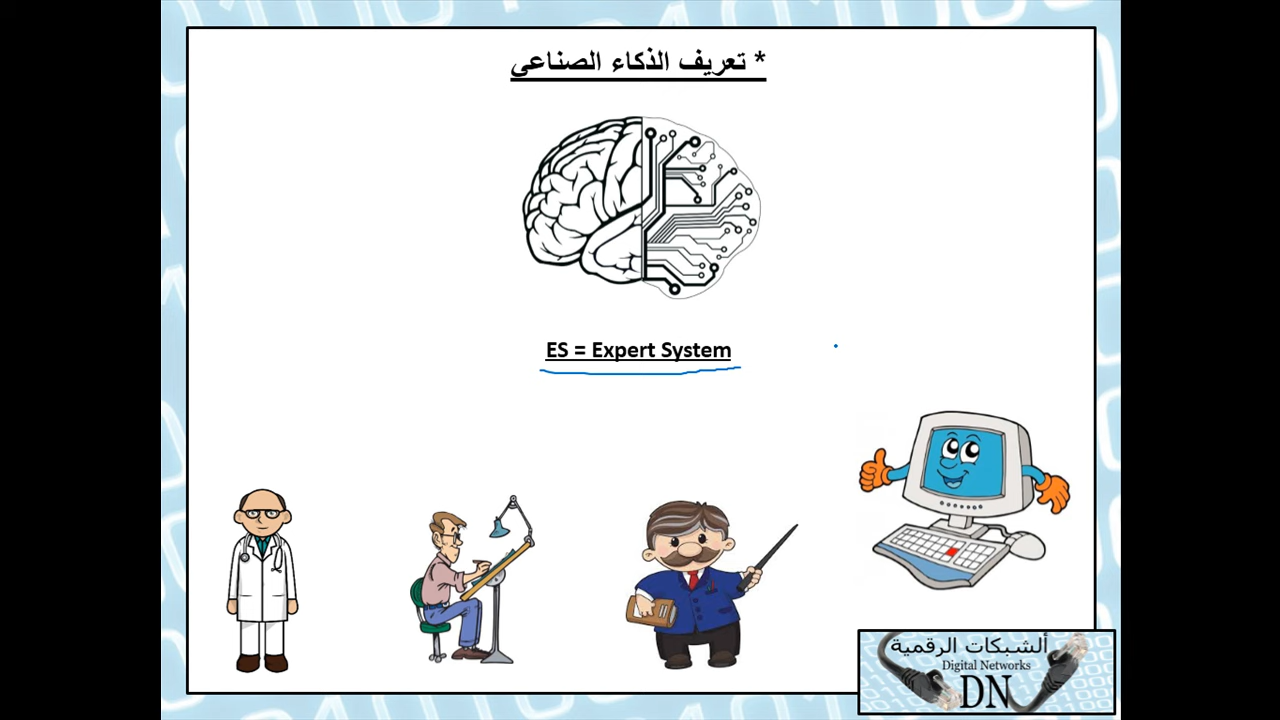 * تعريف الذكاء الصناعي
ES = Expert System
ألشبكات الرقمية
Digital Networks
DN